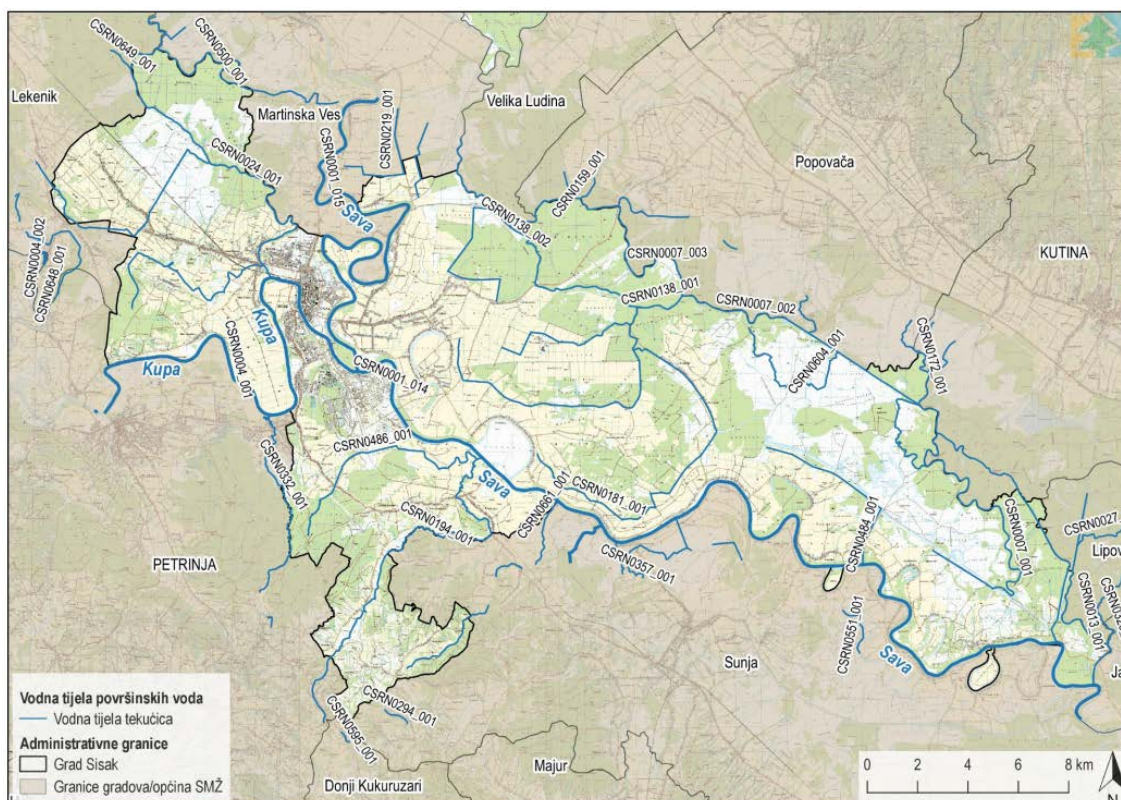 CSRN0649_001
CSRN0500_001
Lekenik
Martinska Ves
CSRN0219_001
Velika Ludina
CSRN0024_001
CSRN0001_015
Sava
CSRN0159_001
Popovača
CSRN0138_002
KUTINA
CSRN0004_002
CSRN0648_001
CSRN0007_003
CSRN0138_001
CSRN0007_002
Kupa
Kupa
CSRN0004_001
CSRN0001_014
CSRN0604_001
CSRN0172_001
CSRN0486_001
CSRN0332_001
Sava
CSRN0661_001
CSRN0181_001
CSRN0194_001
CSRN0484_001
CSRN0007_001
CSRN0027_
Lipov
PETRINJA
CSRN0357_001
CSRN0551_001
CSRN0013_001
Sunja
Sava
Ja
CSRN0294_001
CSRN0595_001
Majur
Donji Kukuruzari
Vodna tijela površinskih voda
Vodna tijela tekućica
Administrativne granice
Grad Sisak
Granice gradova/općina SMŽ
0 2 4 6 8 km
N